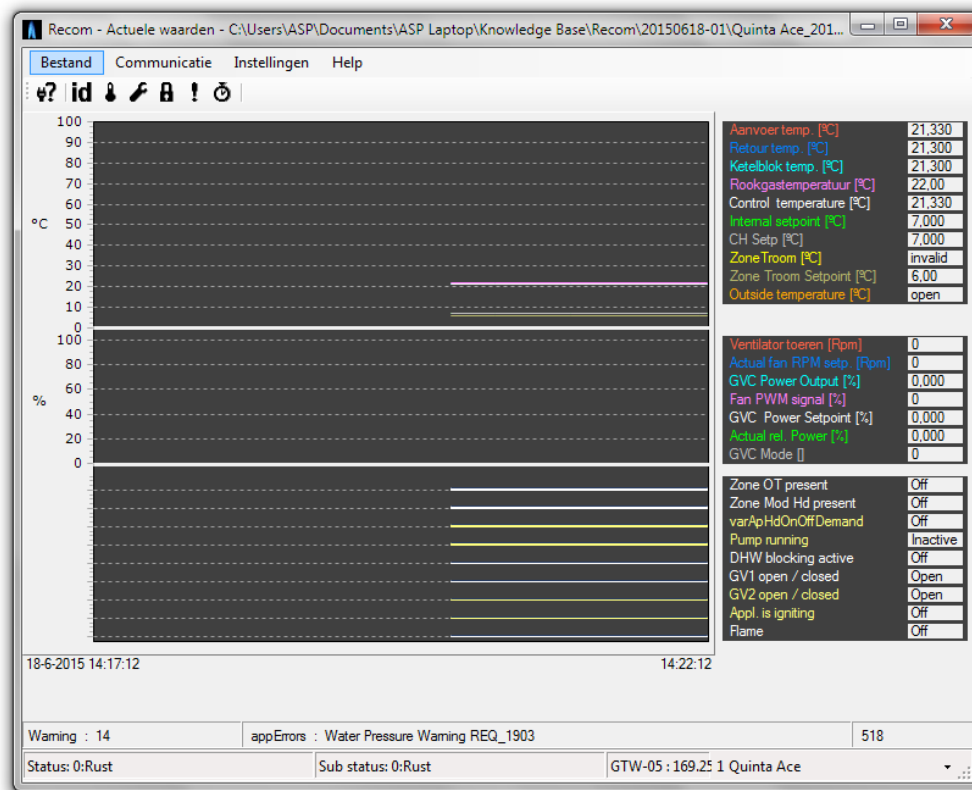 Recom - Actuele waarden - C:\Users\ASP\Documents\ASP Laptop\Knowledge Base\Recom\20150618-01\Quinta Ace_201...
Bestand Communicatie Instellingen Help
id
100
90
80
70
60
°C 50
40
30
20
10
0
100
80
60
%
40
20
0
18-6-2015 14:17:12 14:22:12
Aanvoer temp. [ºC] 21,330
Retour temp. [ºC] 21,300
Ketelblok temp. [ºC] 21,300
Rookgastemperatuur [ºC] 22,00
Control temperature [ºC] 21,330
Internal setpoint [ºC] 7,000
CH Setp [ºC] 7,000
Zone Troom [ºC] invalid
Zone Troom Setpoint [ºC] 6,00
Outside temperature [ºC] open
Ventilator toeren [Rpm] 0
Actual fan RPM setp. [Rpm] 0
GVC Power Output [%] 0,000
Fan PWM signal [%] 0
GVC Power Setpoint [%] 0,000
Actual rel. Power [%] 0,000
GVC Mode [] 0
Zone OT present Off
Zone Mod Hd present Off
varApHdOnOffDemand Off
Pump running Inactive
DHW blocking active Off
GV1 open / closed Open
GV2 open / closed Open
Appl. is igniting Off
Flame Off
Warning : 14 appErrors : Water Pressure Warning REQ_1903 518
Status: 0:Rust Sub status: 0:Rust GTW-05 : 169.25 1 Quinta Ace